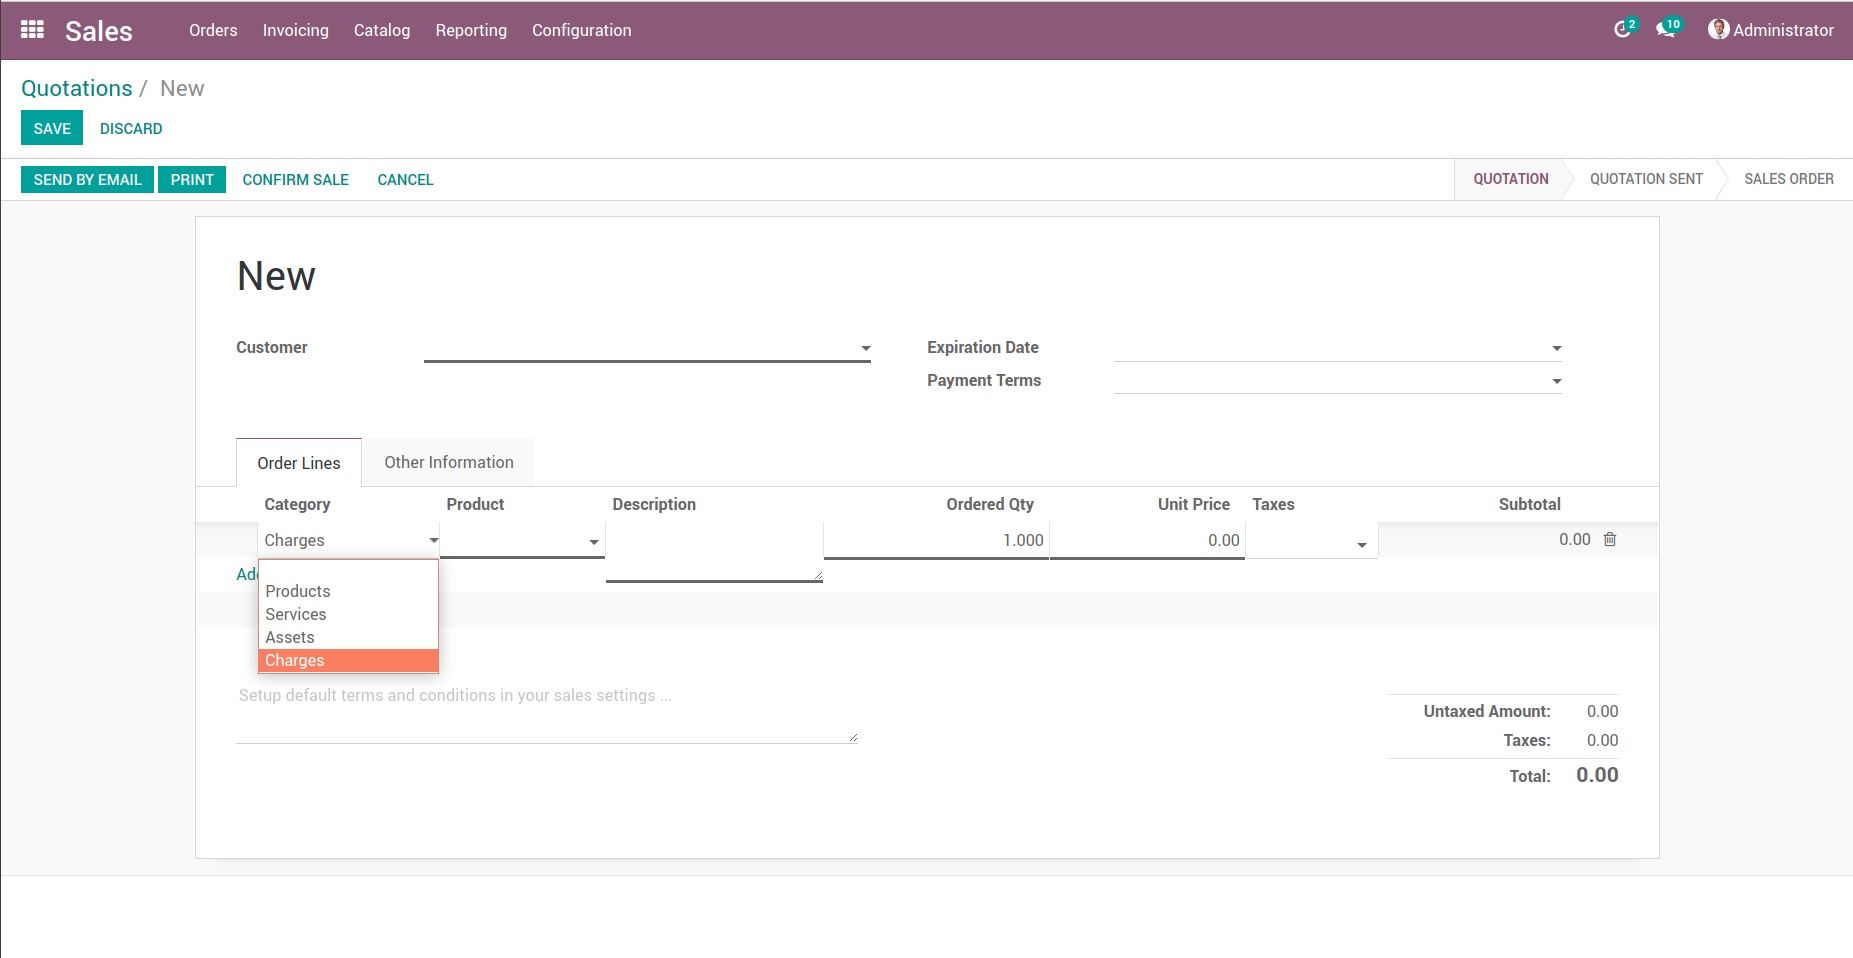 Sales Orders Invoicing Catalog Reporting Configuration 2 10 Administrator
Quotations / New
SAVE DISCARD
SEND BY EMAIL PRINT CONFIRM SALE CANCEL QUOTATION QUOTATION SENT SALES ORDER
New
Customer Expiration Date
Payment Terms
Order Lines Other Information
Category Product Description Ordered Qty Unit Price Taxes Subtotal
Charges 1.000 0.00 0.00
Products
Services
Assets
Charges
Setup default terms and conditions in your sales settings ...
Untaxed Amount: 0.00
Taxes: 0.00
Total: 0.00